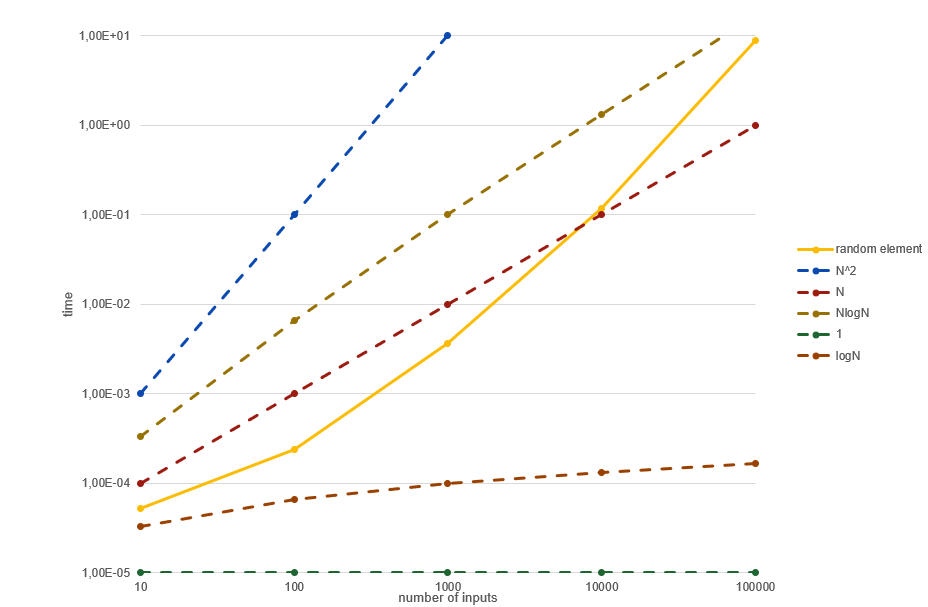 1,00E+01
1,00E+00
1,00E-01
1,00E-02
1,00E-03
1,00E-04
1,00E-05
time
10
100
1000
10000
100000
number of inputs
random element
N^2
N
NlogN
1
logN